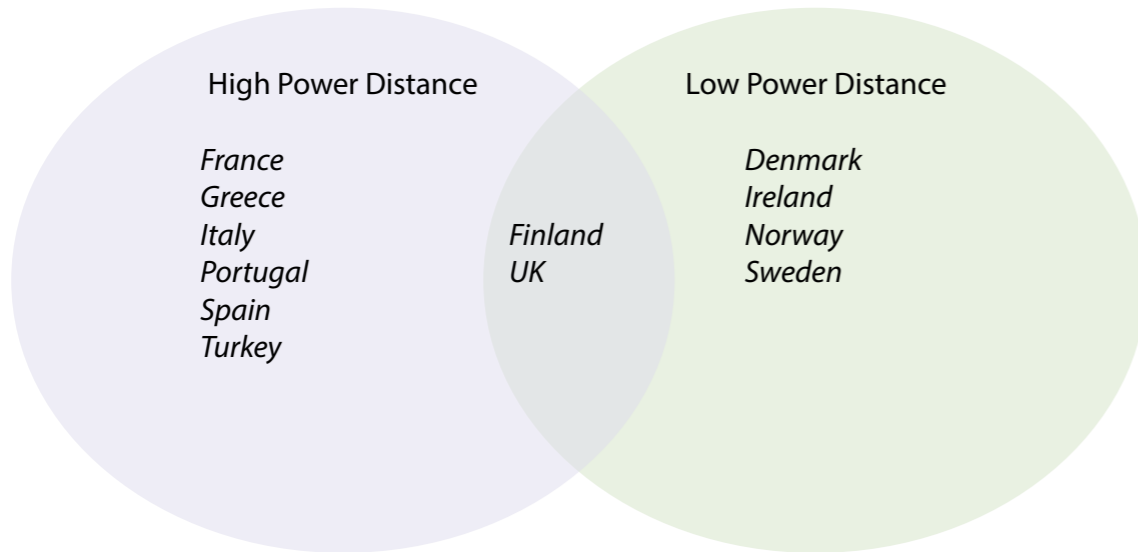 High Power Distance
France
Greece
Italy
Portugal
Spain
Turkey
Finland
UK
Low Power Distance
Denmark
Ireland
Norway
Sweden